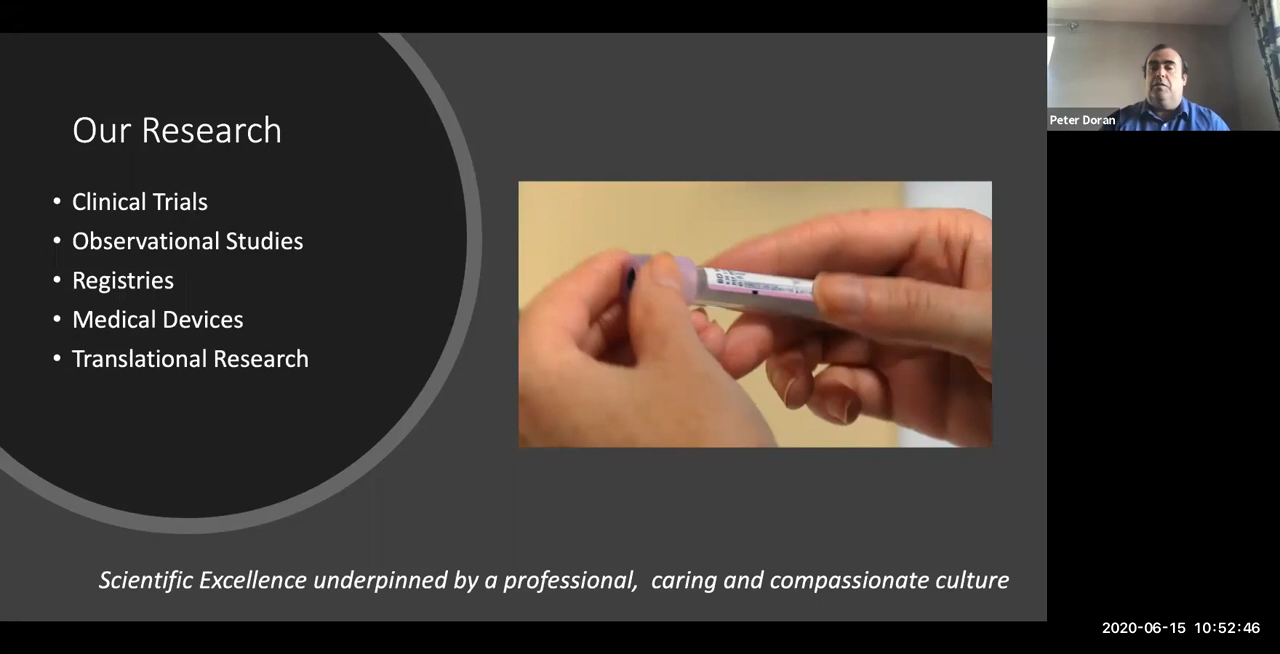 Our Research
• Clinical Trials
• Observational Studies
• Registries
• Medical Devices
• Translational Research
Scientific Excellence underpinned by a professional, caring and compassionate culture
Peter Doran
2020-06-15 10:52:46